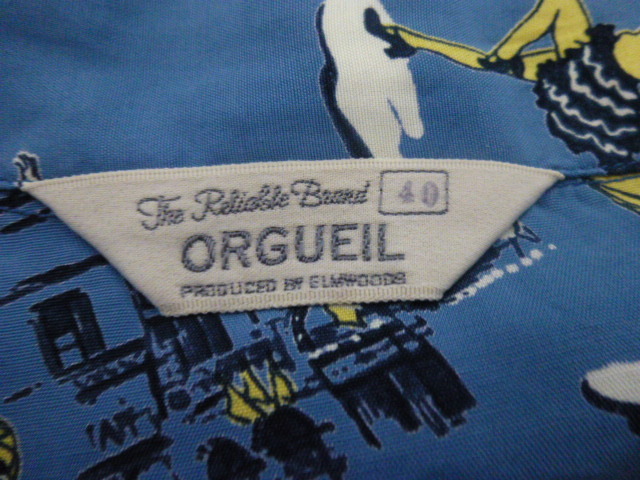 The Reliable Brand 40
ORGUEIL
PRODUCED BY ELMWOODS